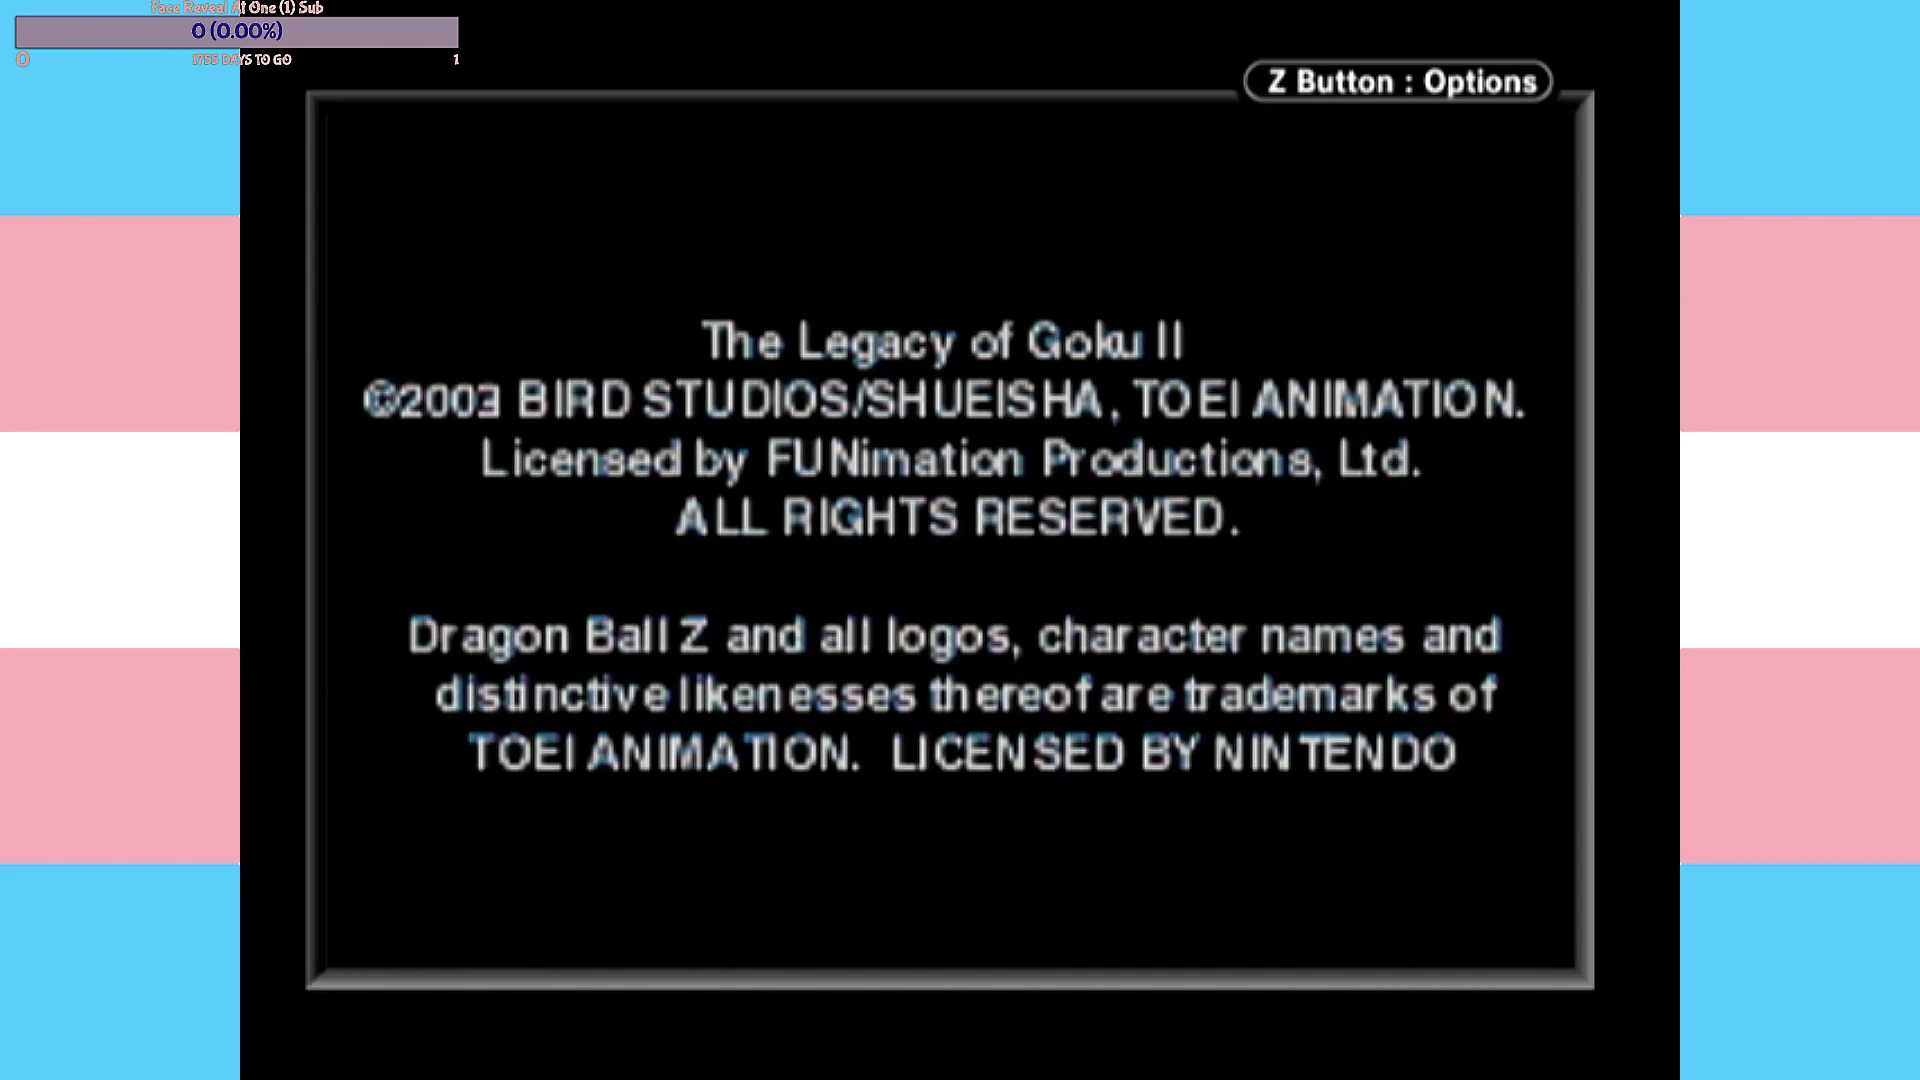 Face Reveal At One (1) Sub
0 (0.00%)
0 1755 DAYS TO GO 1
Z Button : Options
The Legacy of Goku II
©2003 BIRD STUDIOS/SHUEISHA, TOEI ANIMATION.
Licensed by FUNimation Productions, Ltd.
ALL RIGHTS RESERVED.
Dragon Ball Z and all logos, character names and
distinctive likenesses thereof are trademarks of
TOEI ANIMATION. LICENSED BY NINTENDO